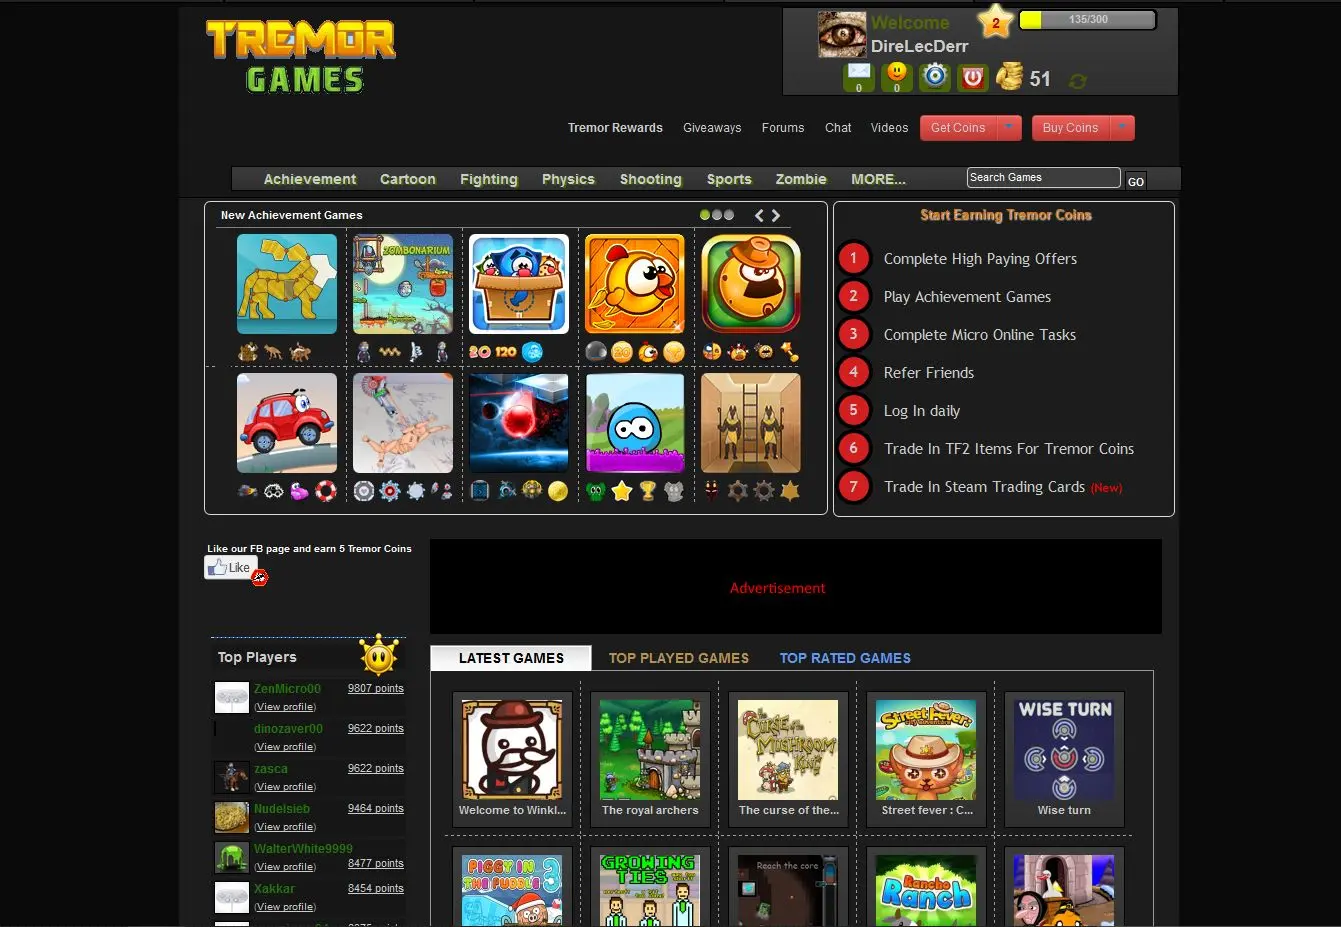 TREMOR
GAMES
Welcome
DireLecDerr
2
135/300
0
0
51
Tremor Rewards
Giveaways
Forums
Chat
Videos
Get Coins
Buy Coins
Achievement
Cartoon
Fighting
Physics
Shooting
Sports
Zombie
MORE...
Search Games
GO
New Achievement Games
ZOMBONARIUM
20
120
20
Start Earning Tremor Coins
1 Complete High Paying Offers
2 Play Achievement Games
3 Complete Micro Online Tasks
4 Refer Friends
5 Log In daily
6 Trade In TF2 Items For Tremor Coins
7 Trade In Steam Trading Cards (New)
Like our FB page and earn 5 Tremor Coins
Like
Advertisement
Top Players
ZenMicro00
9807 points
(View profile)
dinozaver00
9622 points
(View profile)
zasca
9622 points
(View profile)
Nudelsieb
9464 points
(View profile)
WalterWhite9999
8477 points
(View profile)
Xakkar
8454 points
(View profile)
LATEST GAMES
TOP PLAYED GAMES
TOP RATED GAMES
Welcome to Winkl...
The royal archers
The Curse of the
Mushroom
King
The curse of the...
Street Fever:
Street fever : C...
WISE TURN
Wise turn
PIGGY IN
THE PUDDLE 3
GROWING
TIES
Reach the core
Rancho
Ranch